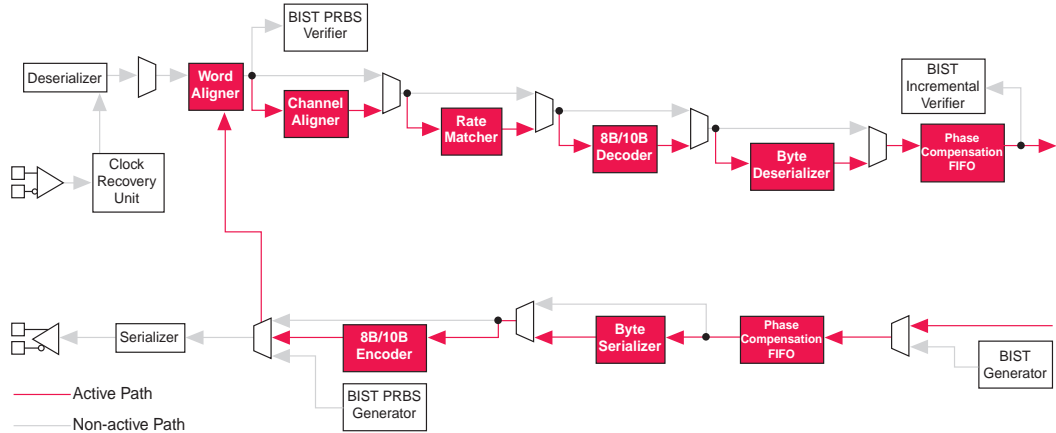 BIST PRBS
Verifier
Deserializer
Word
Aligner
Channel
Aligner
Rate
Matcher
8B/10B
Decoder
Byte
Deserializer
BIST
Incremental
Verifier
Phase
Compensation
FIFO
Clock
Recovery
Unit
Serializer
8B/10B
Encoder
Byte
Serializer
Phase
Compensation
FIFO
BIST
Generator
BIST PRBS
Generator
Active Path
Non-active Path